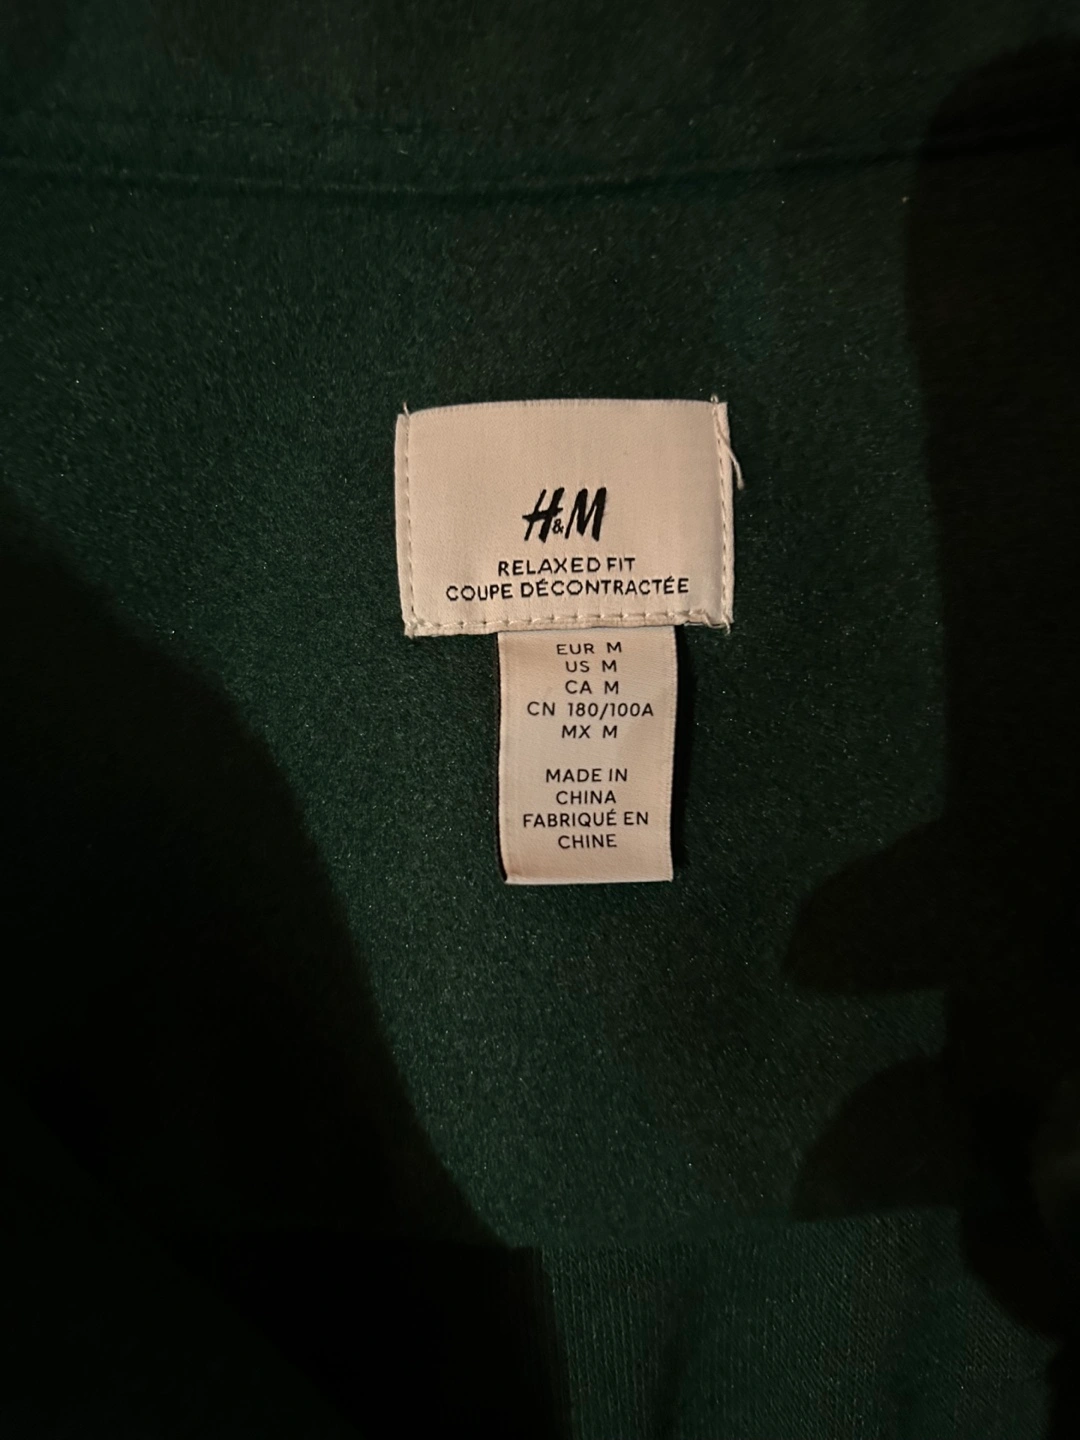 H&M
RELAXED FIT
COUPE DÉCONTRACTÉE
EUR M
US M
CA M
CN 180/100A
MX M
MADE IN
CHINA
FABRIQUÉ EN
CHINE